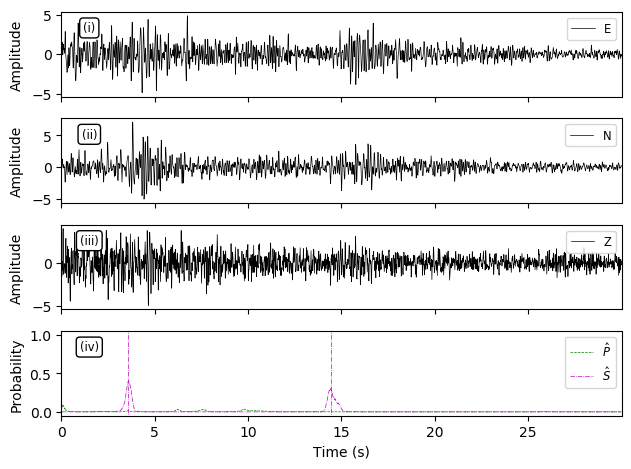 5
0
−5
Amplitude
(i)
E
5
0
−5
Amplitude
(ii)
N
0
−5
Amplitude
(iii)
Z
1.0
0.5
0.0
Probability
(iv)
P̂
Ŝ
0 5 10 15 20 25
Time (s)